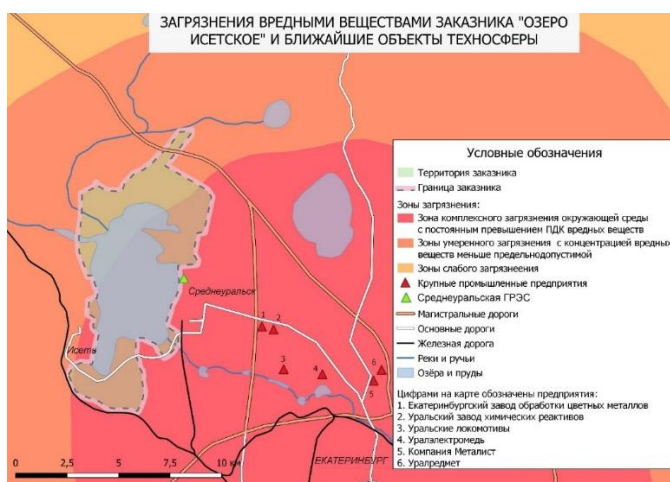 ЗАГРЯЗНЕНИЯ ВРЕДНЫМИ ВЕЩЕСТВАМИ ЗАКАЗНИКА "ОЗЕРО
ИСЕТСКОЕ" И БЛИЖАЙШИЕ ОБЪЕКТЫ ТЕХНОСФЕРЫ
Условные обозначения
Территория заказника
Граница заказника
Зоны загрязнения:
Зона комплексного загрязнения окружающей среды
с постоянным превышением ПДК вредных веществ
Зоны умеренного загрязнения с концентрацией вредных
веществ меньше предельнодопустимой
Зоны слабого загрязнеения
Крупные промышленные предприятия
Среднеуральская ГРЭС
Магистральные дороги
Основные дороги
Железная дорога
Реки и ручьи
Озёра и пруды
Цифрами на карте обозначены предприятия:
1. Екатеринбургский завод обработки цветных металлов
2. Уральский завод химических реактивов
3. Уральские локомотивы
4. Уралэлектромедь
5. Компания Металист
6. Уралредмет
Среднеуральск
Исеть
1
2
3
4
6
5
ЕКАТЕРИНБУРГ
0 2,5 5 7,5 10 км